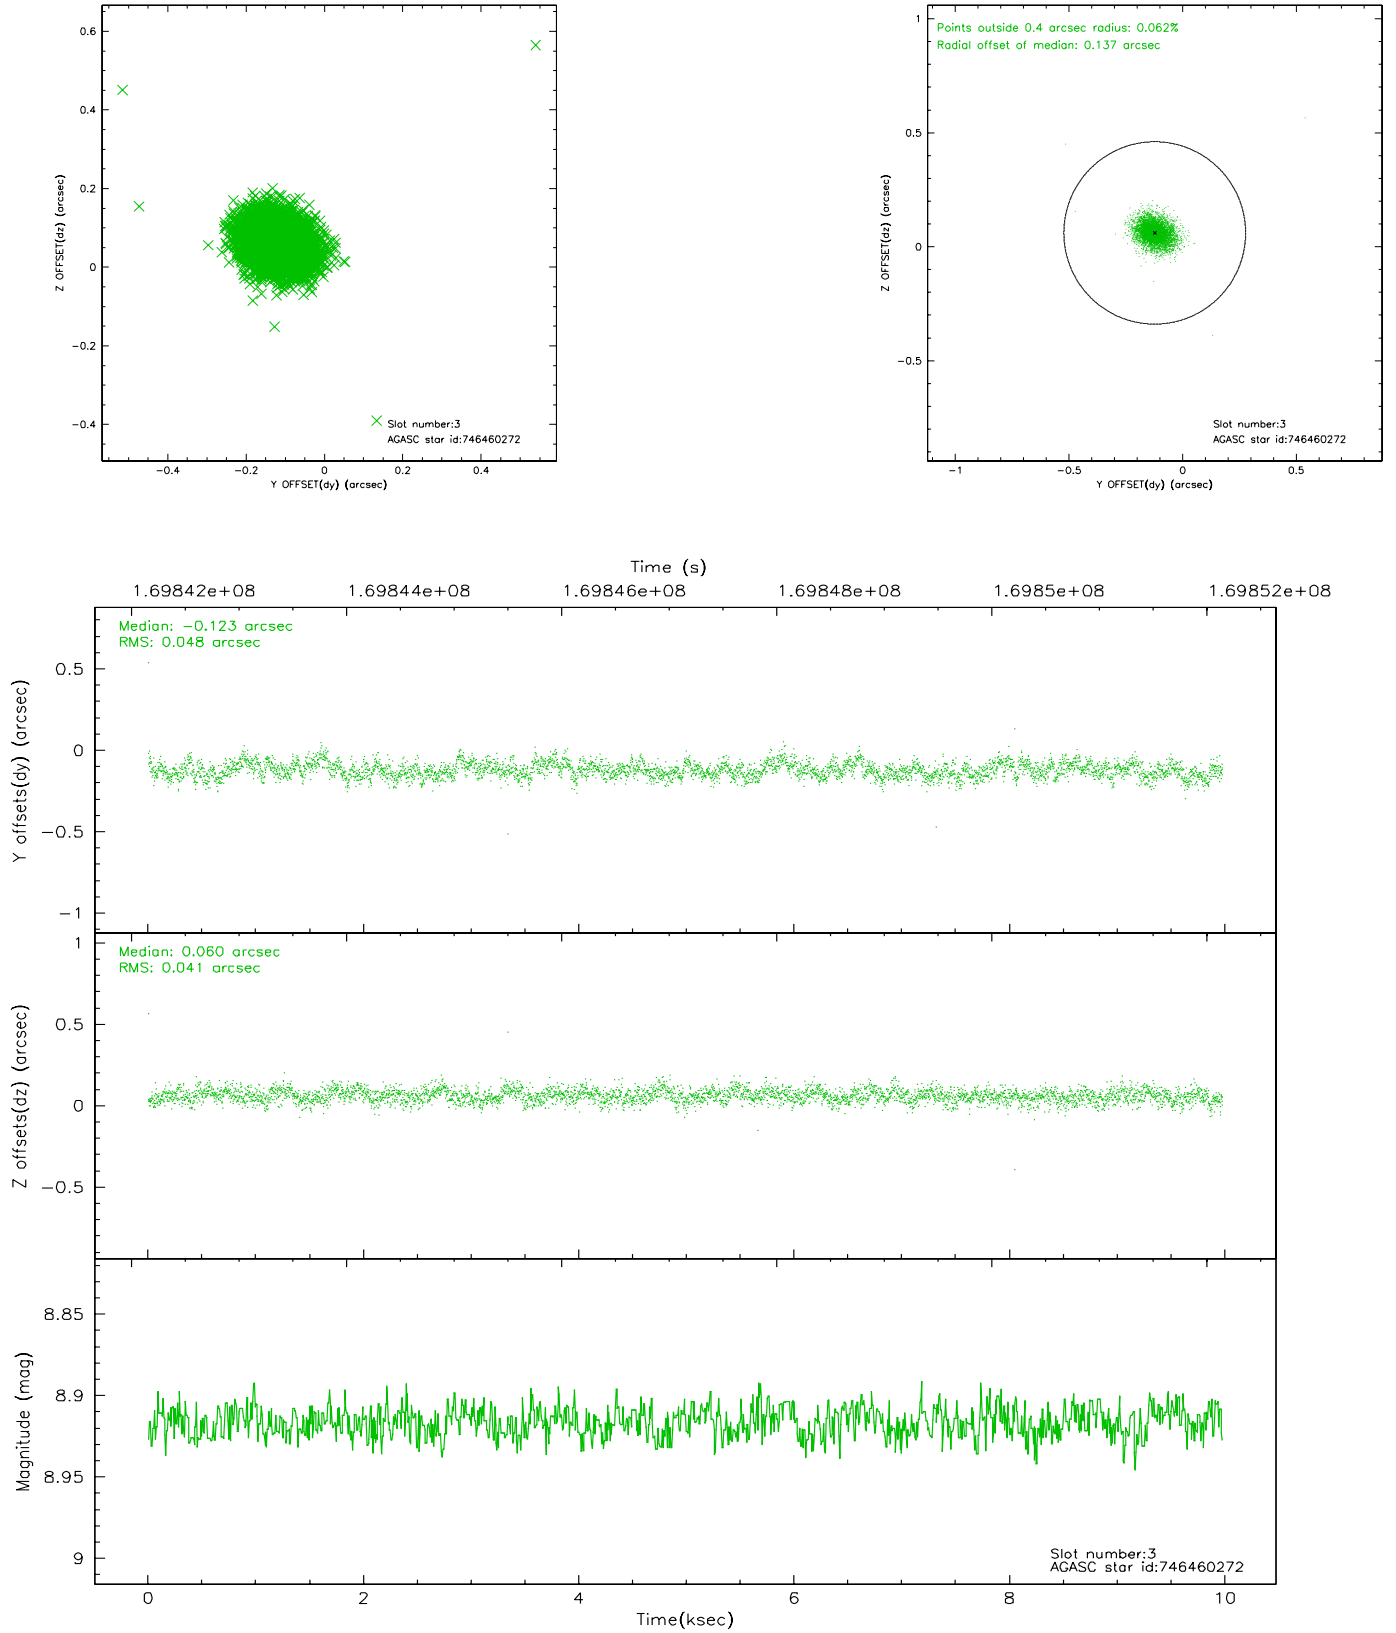 0.6
0.4
0.2
0
−0.2
−0.4
Z OFFSET(dz) (arcsec)
Slot number:3
AGASC star id:746460272
−0.4 −0.2 0 0.2 0.4
Y OFFSET(dy) (arcsec)
Points outside 0.4 arcsec radius: 0.062%
Radial offset of median: 0.137 arcsec
1
0.5
0
−0.5
Z OFFSET(dz) (arcsec)
Slot number:3
AGASC star id:746460272
−1 −0.5 0 0.5
Y OFFSET(dy) (arcsec)
Time (s)
1.69842e+08 1.69844e+08 1.69846e+08 1.69848e+08 1.6985e+08 1.69852e+08
Median: −0.123 arcsec
RMS: 0.048 arcsec
0.5
0
−0.5
−1
Y offsets(dy) (arcsec)
Median: 0.060 arcsec
RMS: 0.041 arcsec
1
0.5
0
−0.5
Z offsets(dz) (arcsec)
8.85
8.9
8.95
9
Magnitude (mag)
Slot number:3
AGASC star id:746460272
0 2 4 6 8 10
Time(ksec)